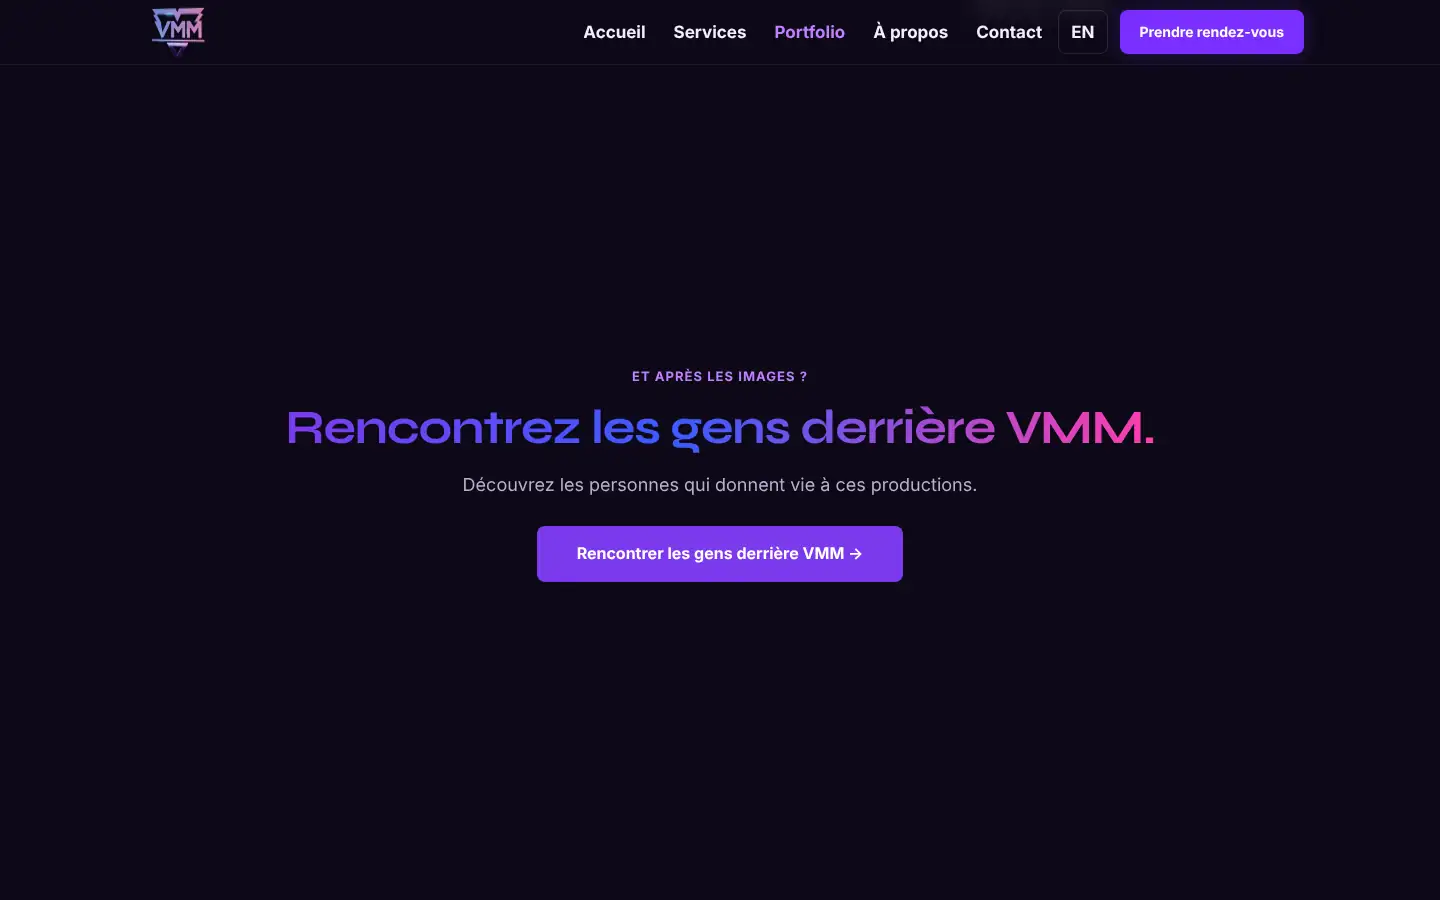 VMM
Accueil Services Portfolio À propos Contact EN Prendre rendez-vous
ET APRÈS LES IMAGES ?
Rencontrez les gens derrière VMM.
Découvrez les personnes qui donnent vie à ces productions.
Rencontrer les gens derrière VMM →